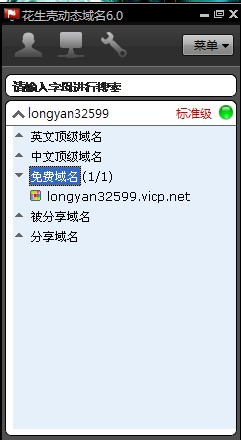 花生壳动态域名6.0
菜单
请输入字母进行搜索
longyan32599 标准级
英文顶级域名
中文顶级域名
免费域名(1/1)
longyan32599.vicp.net
被分享域名
分享域名